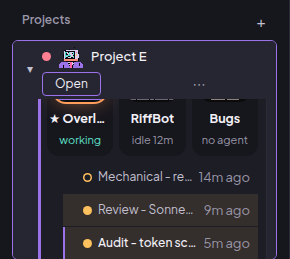 Projects +
Project E
Open ...
★ Overl... RiffBot Bugs
working idle 12m no agent
Mechanical - re... 14m ago
Review - Sonne... 9m ago
Audit - token sc... 5m ago